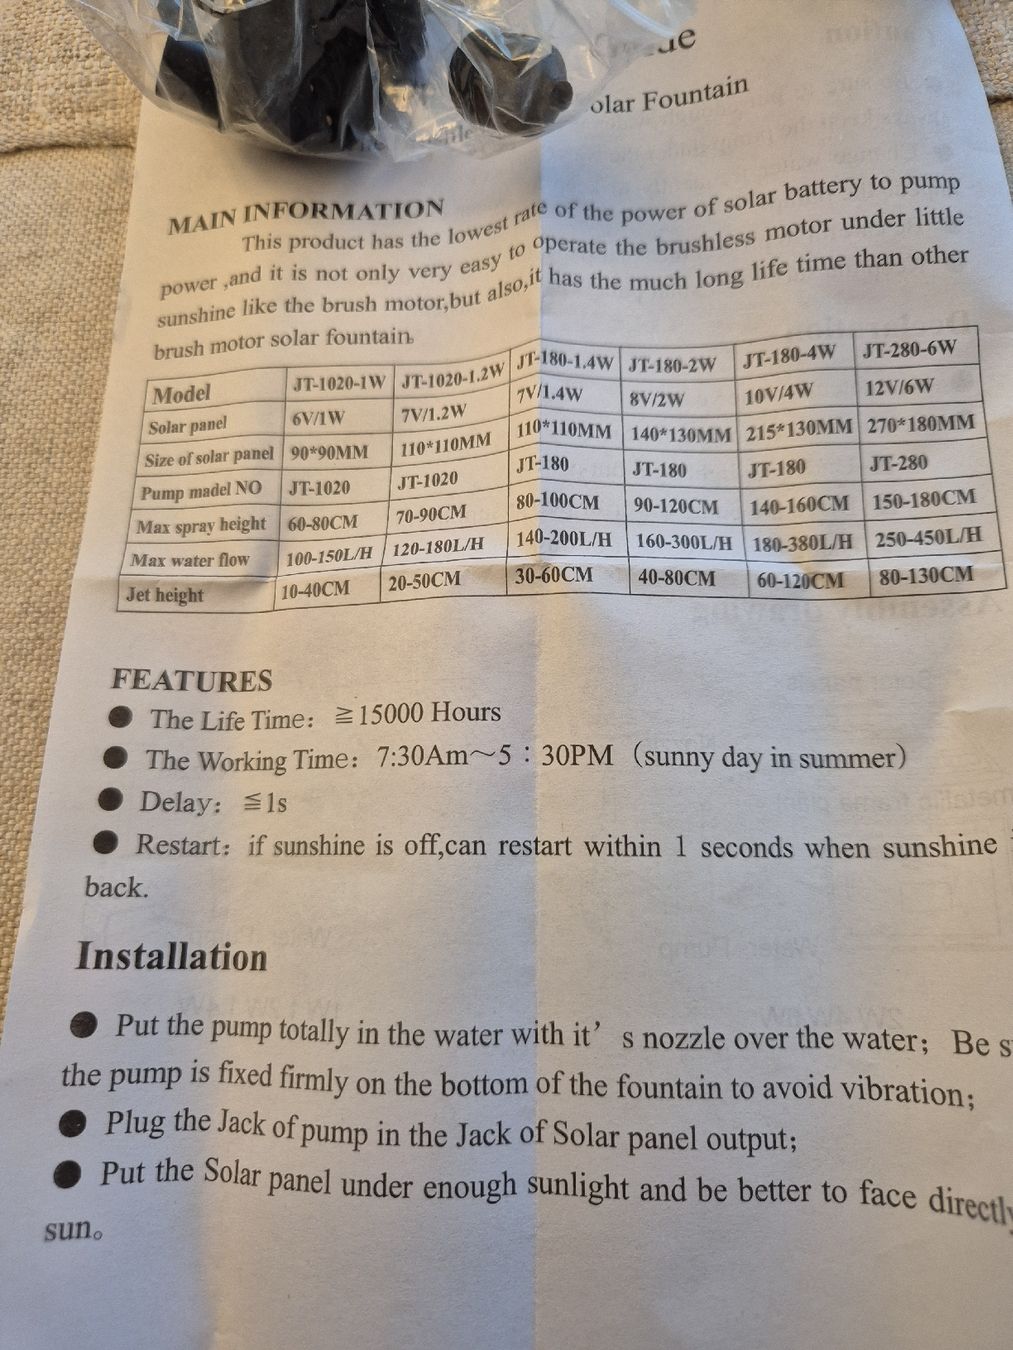 olar Fountain
MAIN INFORMATION
This product has the lowest rate of the power of solar battery to pump
power ,and it is not only very easy to operate the brushless motor under little
sunshine like the brush motor,but also,it has the much long life time than other
brush motor solar fountain.
Model JT-1020-1W JT-1020-1.2W JT-180-1.4W JT-180-2W JT-180-4W JT-280-6W
Solar panel 6V/1W 7V/1.2W 7V/1.4W 8V/2W 10V/4W 12V/6W
Size of solar panel 90*90MM 110*110MM 110*110MM 140*130MM 215*130MM 270*180MM
Pump madel NO JT-1020 JT-1020 JT-180 JT-180 JT-180 JT-280
Max spray height 60-80CM 70-90CM 80-100CM 90-120CM 140-160CM 150-180CM
Max water flow 100-150L/H 120-180L/H 140-200L/H 160-300L/H 180-380L/H 250-450L/H
Jet height 10-40CM 20-50CM 30-60CM 40-80CM 60-120CM 80-130CM
FEATURES
● The Life Time： ≧15000 Hours
● The Working Time： 7:30Am～5：30PM（sunny day in summer）
● Delay： ≦1s
● Restart： if sunshine is off,can restart within 1 seconds when sunshine
back.
Installation
● Put the pump totally in the water with it’s nozzle over the water； Be
the pump is fixed firmly on the bottom of the fountain to avoid vibration；
● Plug the Jack of pump in the Jack of Solar panel output；
● Put the Solar panel under enough sunlight and be better to face directly
sun。